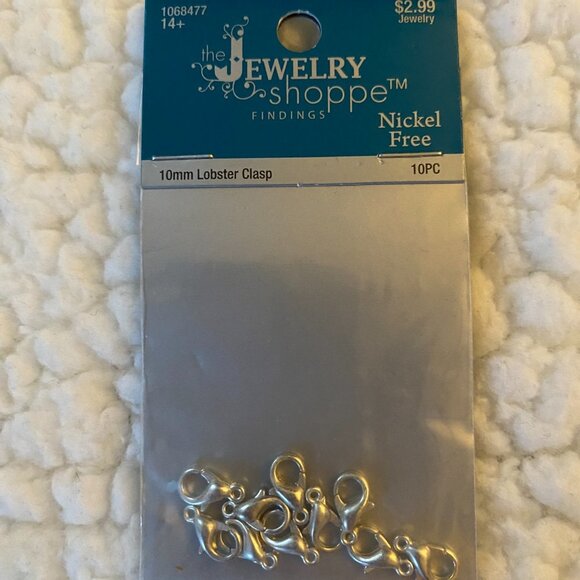 1068477
14+
$2.99
Jewelry
the JEWELRY
shoppe™
FINDINGS
Nickel
Free
10mm Lobster Clasp
10PC